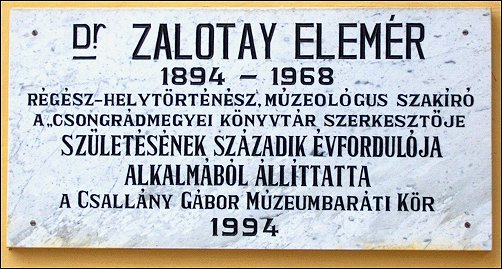 Dr ZALOTAY ELEMÉR
1894 – 1968
RÉGÉSZ-HELYTÖRTÉNÉSZ, MÚZEOLÓGUS SZAKÍRÓ
A „CSONGRÁDMEGYEI KÖNYVTÁR SZERKESZTŐJE
SZÜLETÉSÉNEK SZÁZADIK ÉVFORDULÓJA
ALKALMÁBÓL ÁLLÍTTATTA
A CSALLÁNY GÁBOR MÚZEUMBARÁTI KÖR
1994